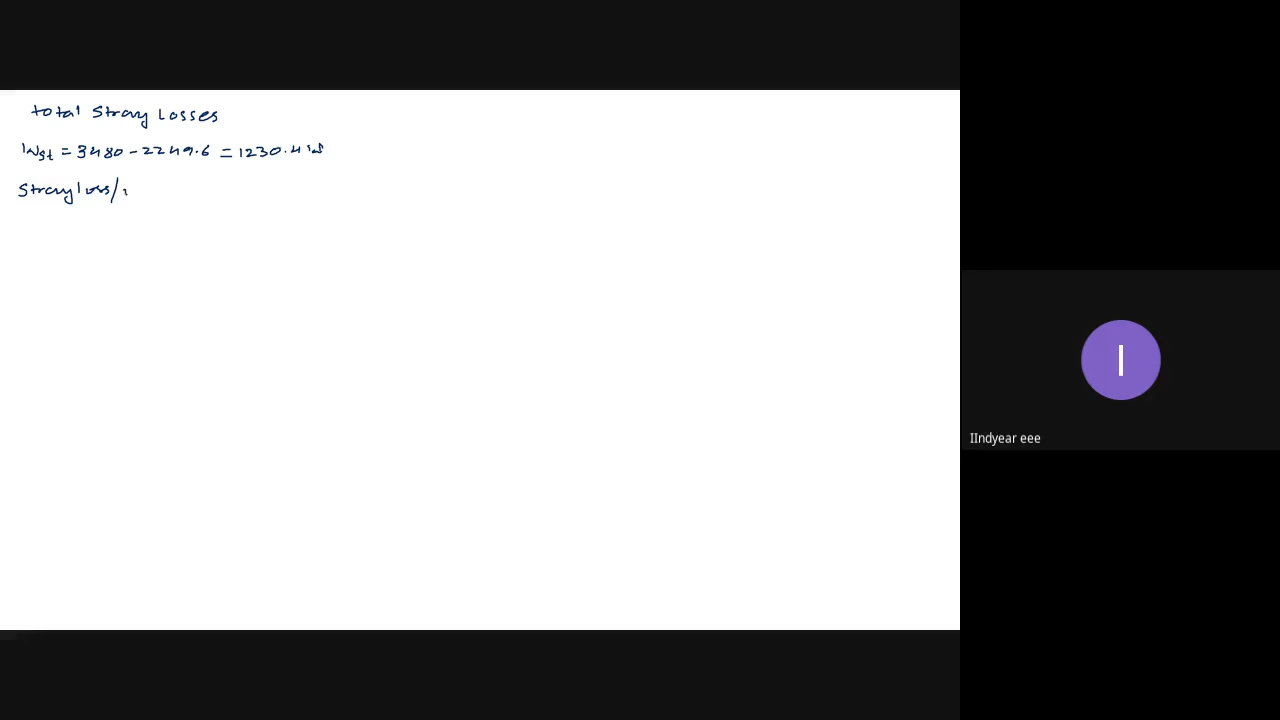 total Stray Losses
Wst = 3480 - 2249.6 = 1230.4 W
Stray loss/
I
IIndyear eee